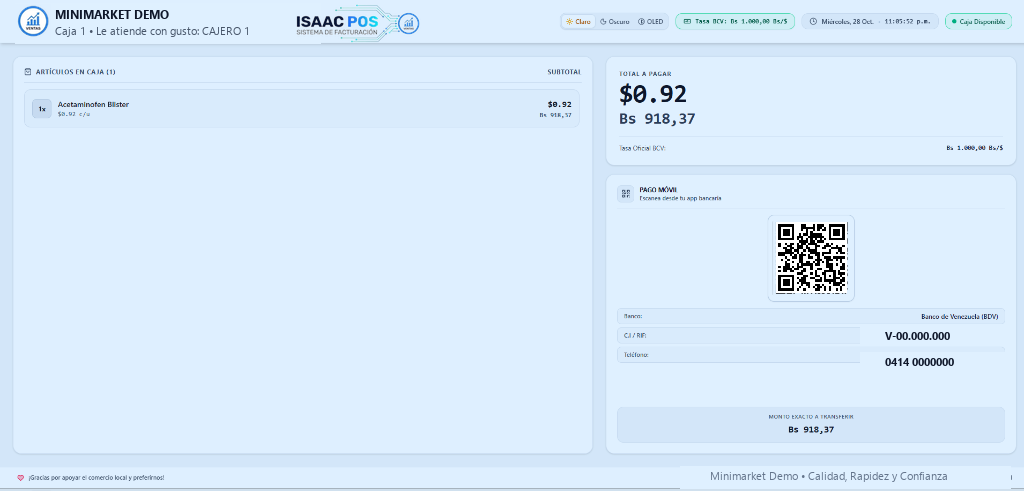 VENTAS
MINIMARKET DEMO
Caja 1 • Le atiende con gusto: CAJERO 1
ISAAC POS
SISTEMA DE FACTURACIÓN
VENTAS
Claro Oscuro OLED
Tasa BCV: Bs 1.000,00 Bs/$
Miércoles, 28 Oct. · 11:05:52 p.m.
Caja Disponible
ARTÍCULOS EN CAJA (1) SUBTOTAL
1x Acetaminofen Blister $0.92
$0.92 c/u Bs 918,37
TOTAL A PAGAR
$0.92
Bs 918,37
Tasa Oficial BCV: Bs 1.000,00 Bs/$
PAGO MÓVIL
Escanea desde tu app bancaria
Banco: Banco de Venezuela (BDV)
C.I / RIF: V-00.000.000
Teléfono: 0414 0000000
MONTO EXACTO A TRANSFERIR
Bs 918,37
¡Gracias por apoyar el comercio local y preferirnos!
Minimarket Demo • Calidad, Rapidez y Confianza